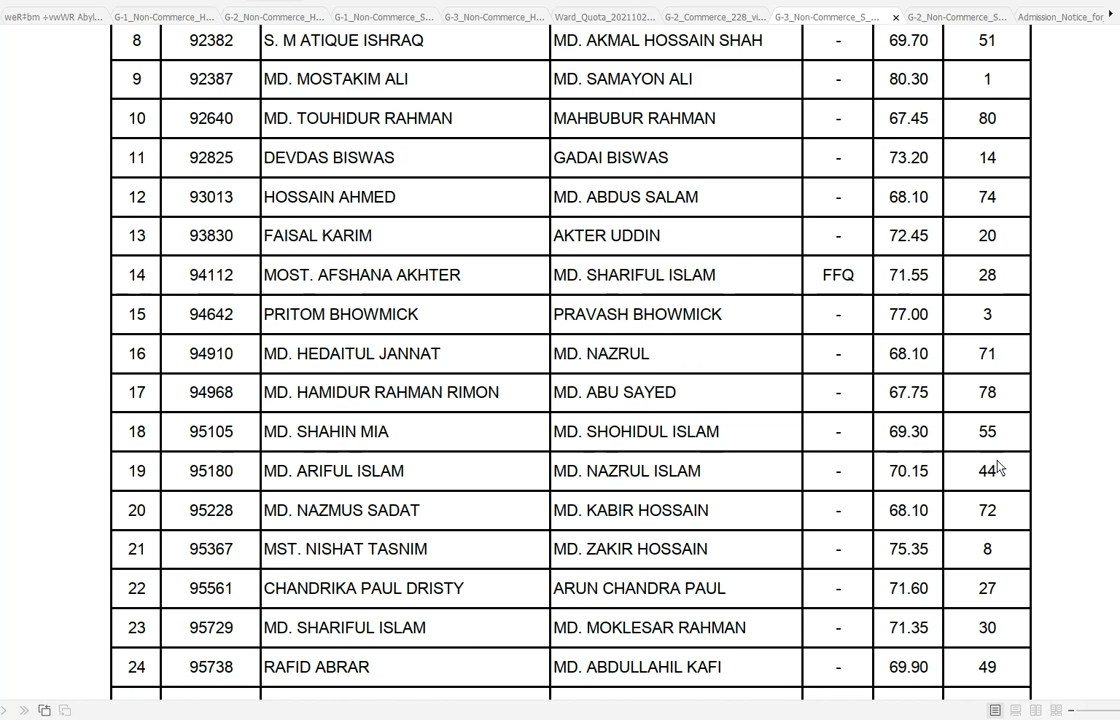 weR‡bm ÷vwWR Abyl... G-1_Non-Commerce_H... G-2_Non-Commerce_H... G-1_Non-Commerce_S... G-3_Non-Commerce_H... Ward_Quota_2021102... G-2_Commerce_228_vi... G-3_Non-Commerce_S_... × G-2_Non-Commerce_S... Admission_Notice_for
8 92382 S. M ATIQUE ISHRAQ MD. AKMAL HOSSAIN SHAH - 69.70 51
9 92387 MD. MOSTAKIM ALI MD. SAMAYON ALI - 80.30 1
10 92640 MD. TOUHIDUR RAHMAN MAHBUBUR RAHMAN - 67.45 80
11 92825 DEVDAS BISWAS GADAI BISWAS - 73.20 14
12 93013 HOSSAIN AHMED MD. ABDUS SALAM - 68.10 74
13 93830 FAISAL KARIM AKTER UDDIN - 72.45 20
14 94112 MOST. AFSHANA AKHTER MD. SHARIFUL ISLAM FFQ 71.55 28
15 94642 PRITOM BHOWMICK PRAVASH BHOWMICK - 77.00 3
16 94910 MD. HEDAITUL JANNAT MD. NAZRUL - 68.10 71
17 94968 MD. HAMIDUR RAHMAN RIMON MD. ABU SAYED - 67.75 78
18 95105 MD. SHAHIN MIA MD. SHOHIDUL ISLAM - 69.30 55
19 95180 MD. ARIFUL ISLAM MD. NAZRUL ISLAM - 70.15 44
20 95228 MD. NAZMUS SADAT MD. KABIR HOSSAIN - 68.10 72
21 95367 MST. NISHAT TASNIM MD. ZAKIR HOSSAIN - 75.35 8
22 95561 CHANDRIKA PAUL DRISTY ARUN CHANDRA PAUL - 71.60 27
23 95729 MD. SHARIFUL ISLAM MD. MOKLESAR RAHMAN - 71.35 30
24 95738 RAFID ABRAR MD. ABDULLAHIL KAFI - 69.90 49